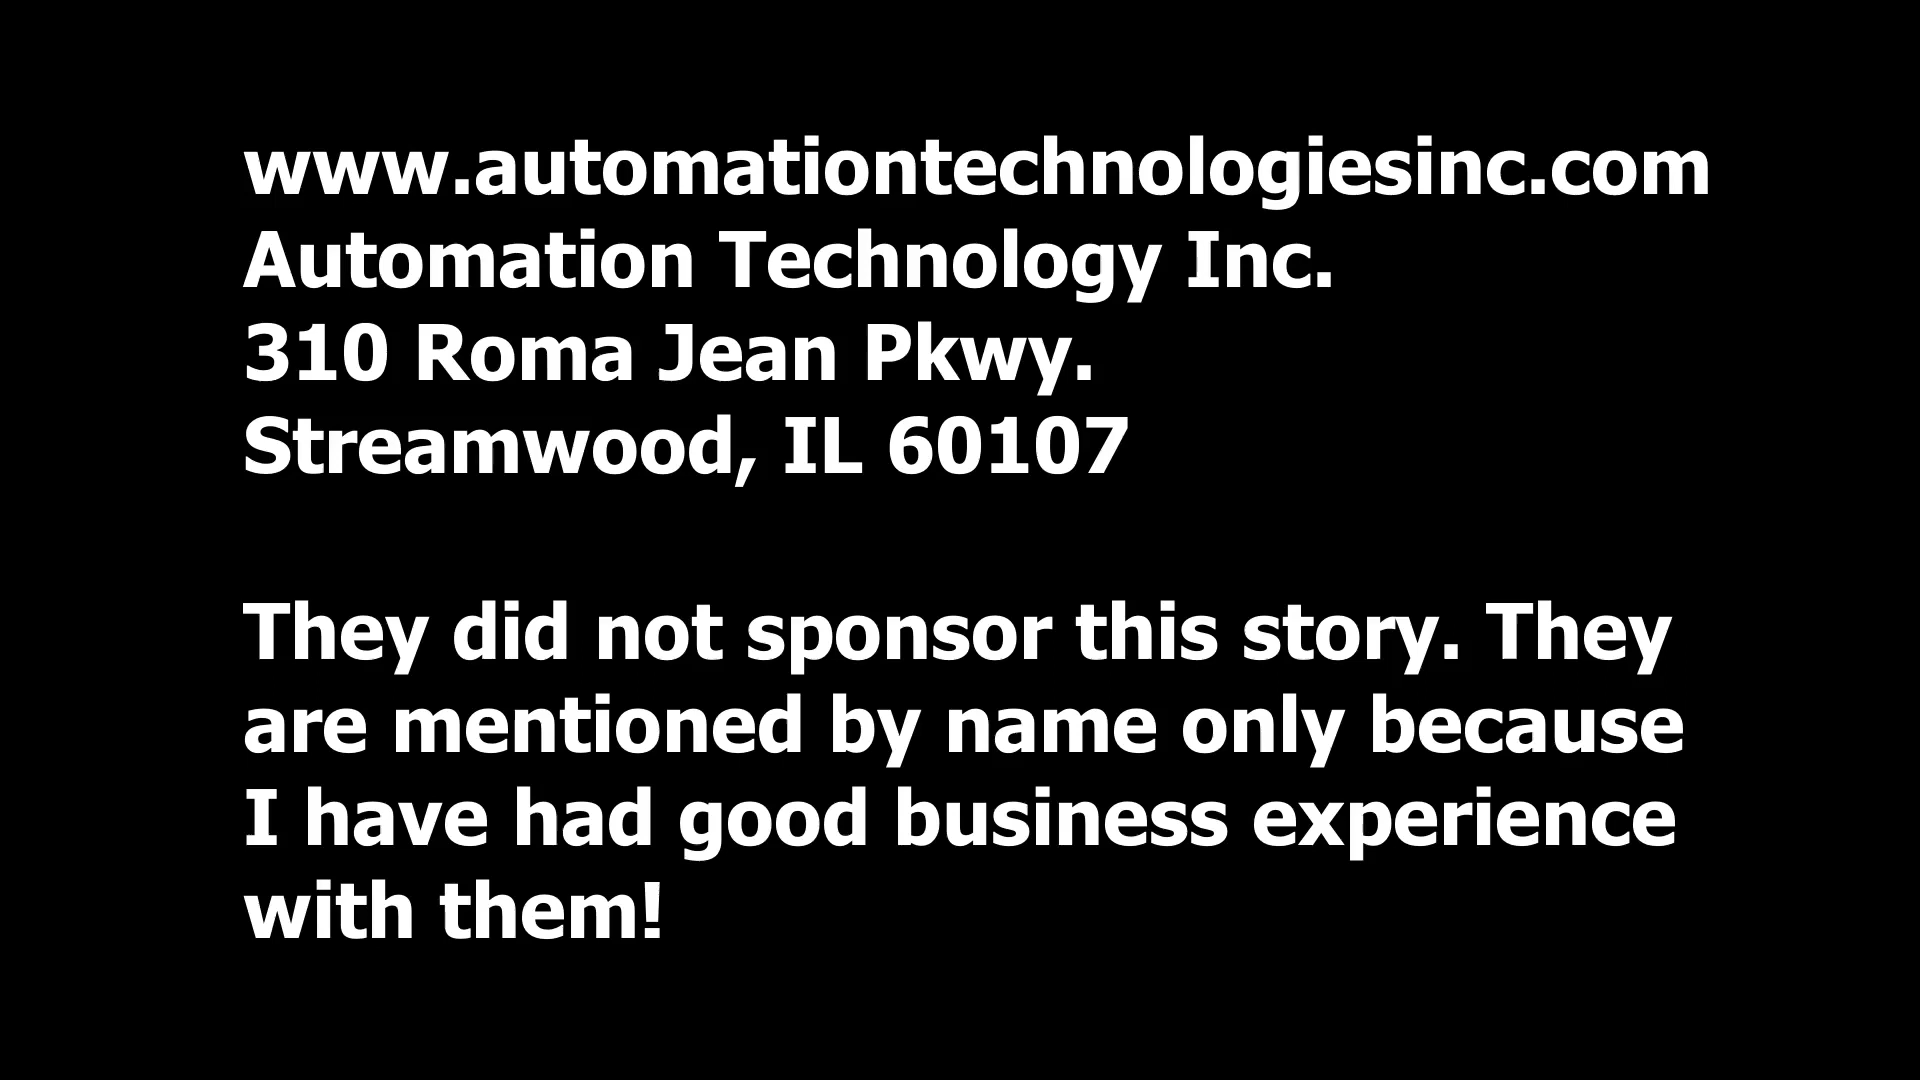 www.automationtechnologiesinc.com
Automation Technology Inc.
310 Roma Jean Pkwy.
Streamwood, IL 60107
They did not sponsor this story. They
are mentioned by name only because
I have had good business experience
with them!